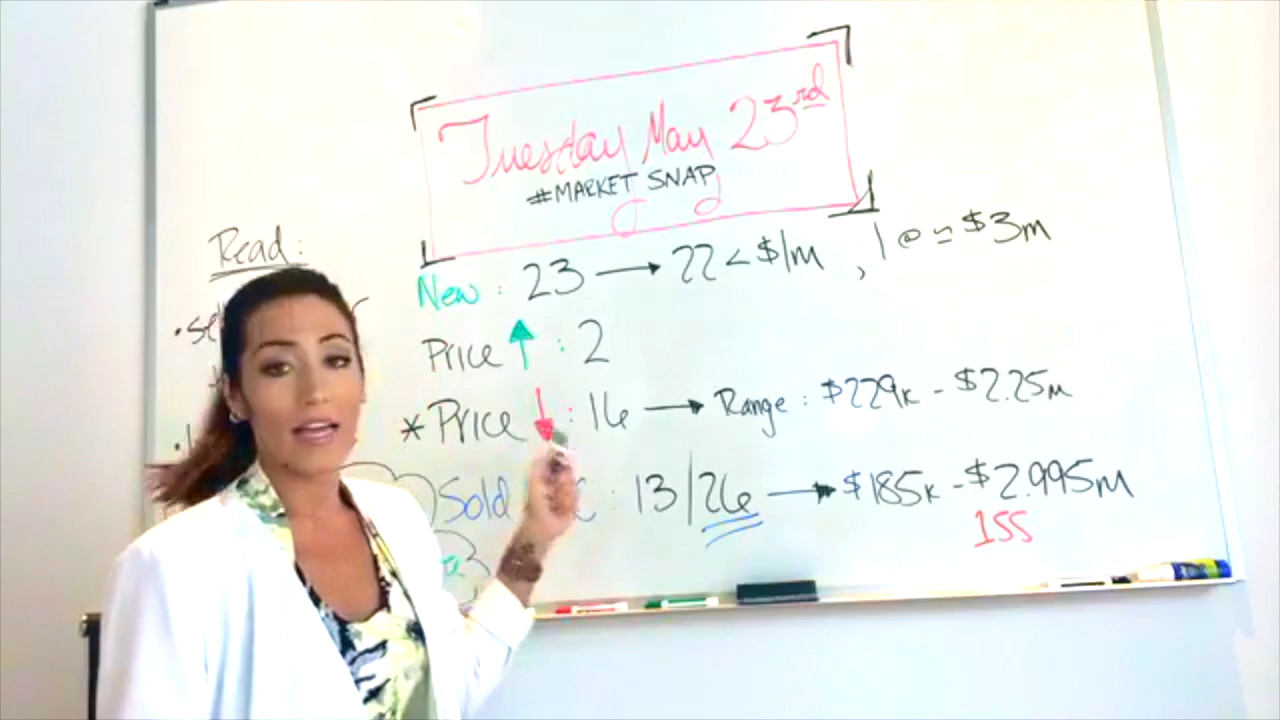 Tuesday May 23rd
#MARKET SNAP
Read:
New: 23 → 22 < $1m, 1 @ ≈ $3m
Price ↑: 2
* Price ↓: 16 → Range: $229k - $2.25m
Sold : 13/26 → $185k - $2.995m
155